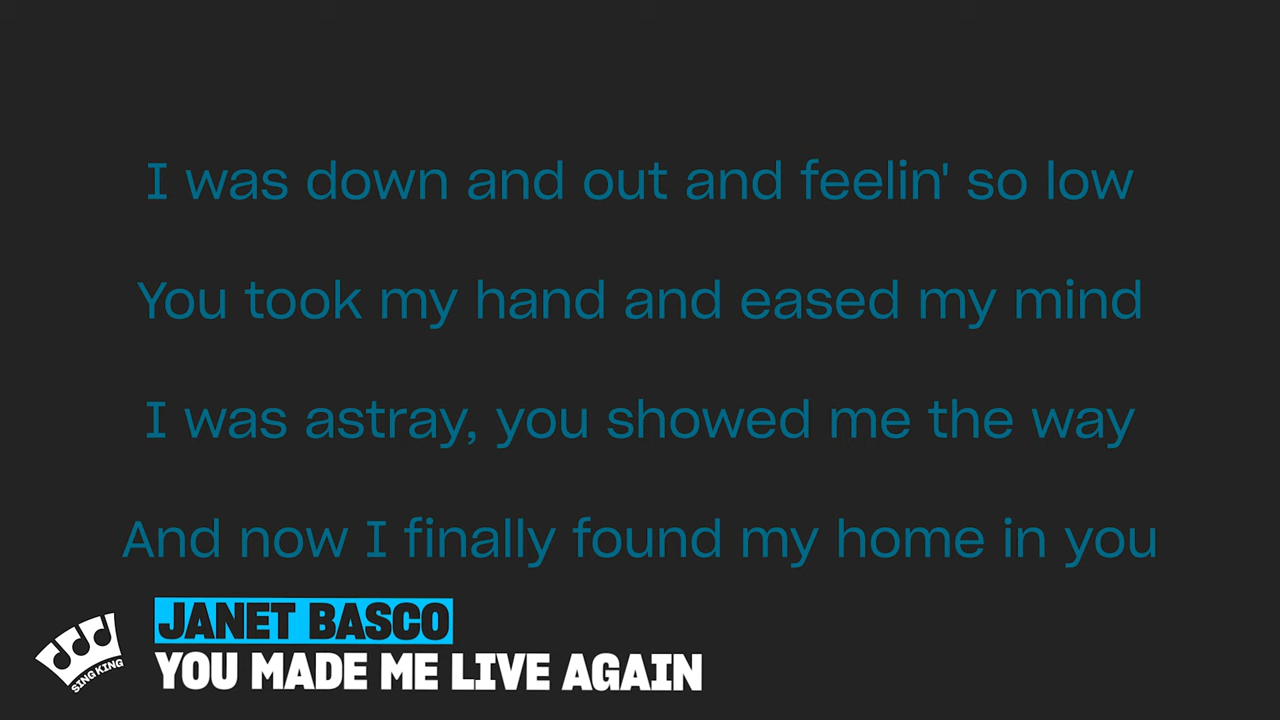 I was down and out and feelin' so low
You took my hand and eased my mind
I was astray, you showed me the way
And now I finally found my home in you
JANET BASCO
YOU MADE ME LIVE AGAIN
SING KING